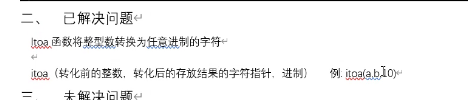 二、 已解决问题
Itoa 函数将整型数转换为任意进制的字符
itoa（转化前的整数，转化后的存放结果的字符指针，进制） 例. itoa(a,b,10)
三、 未解决问题